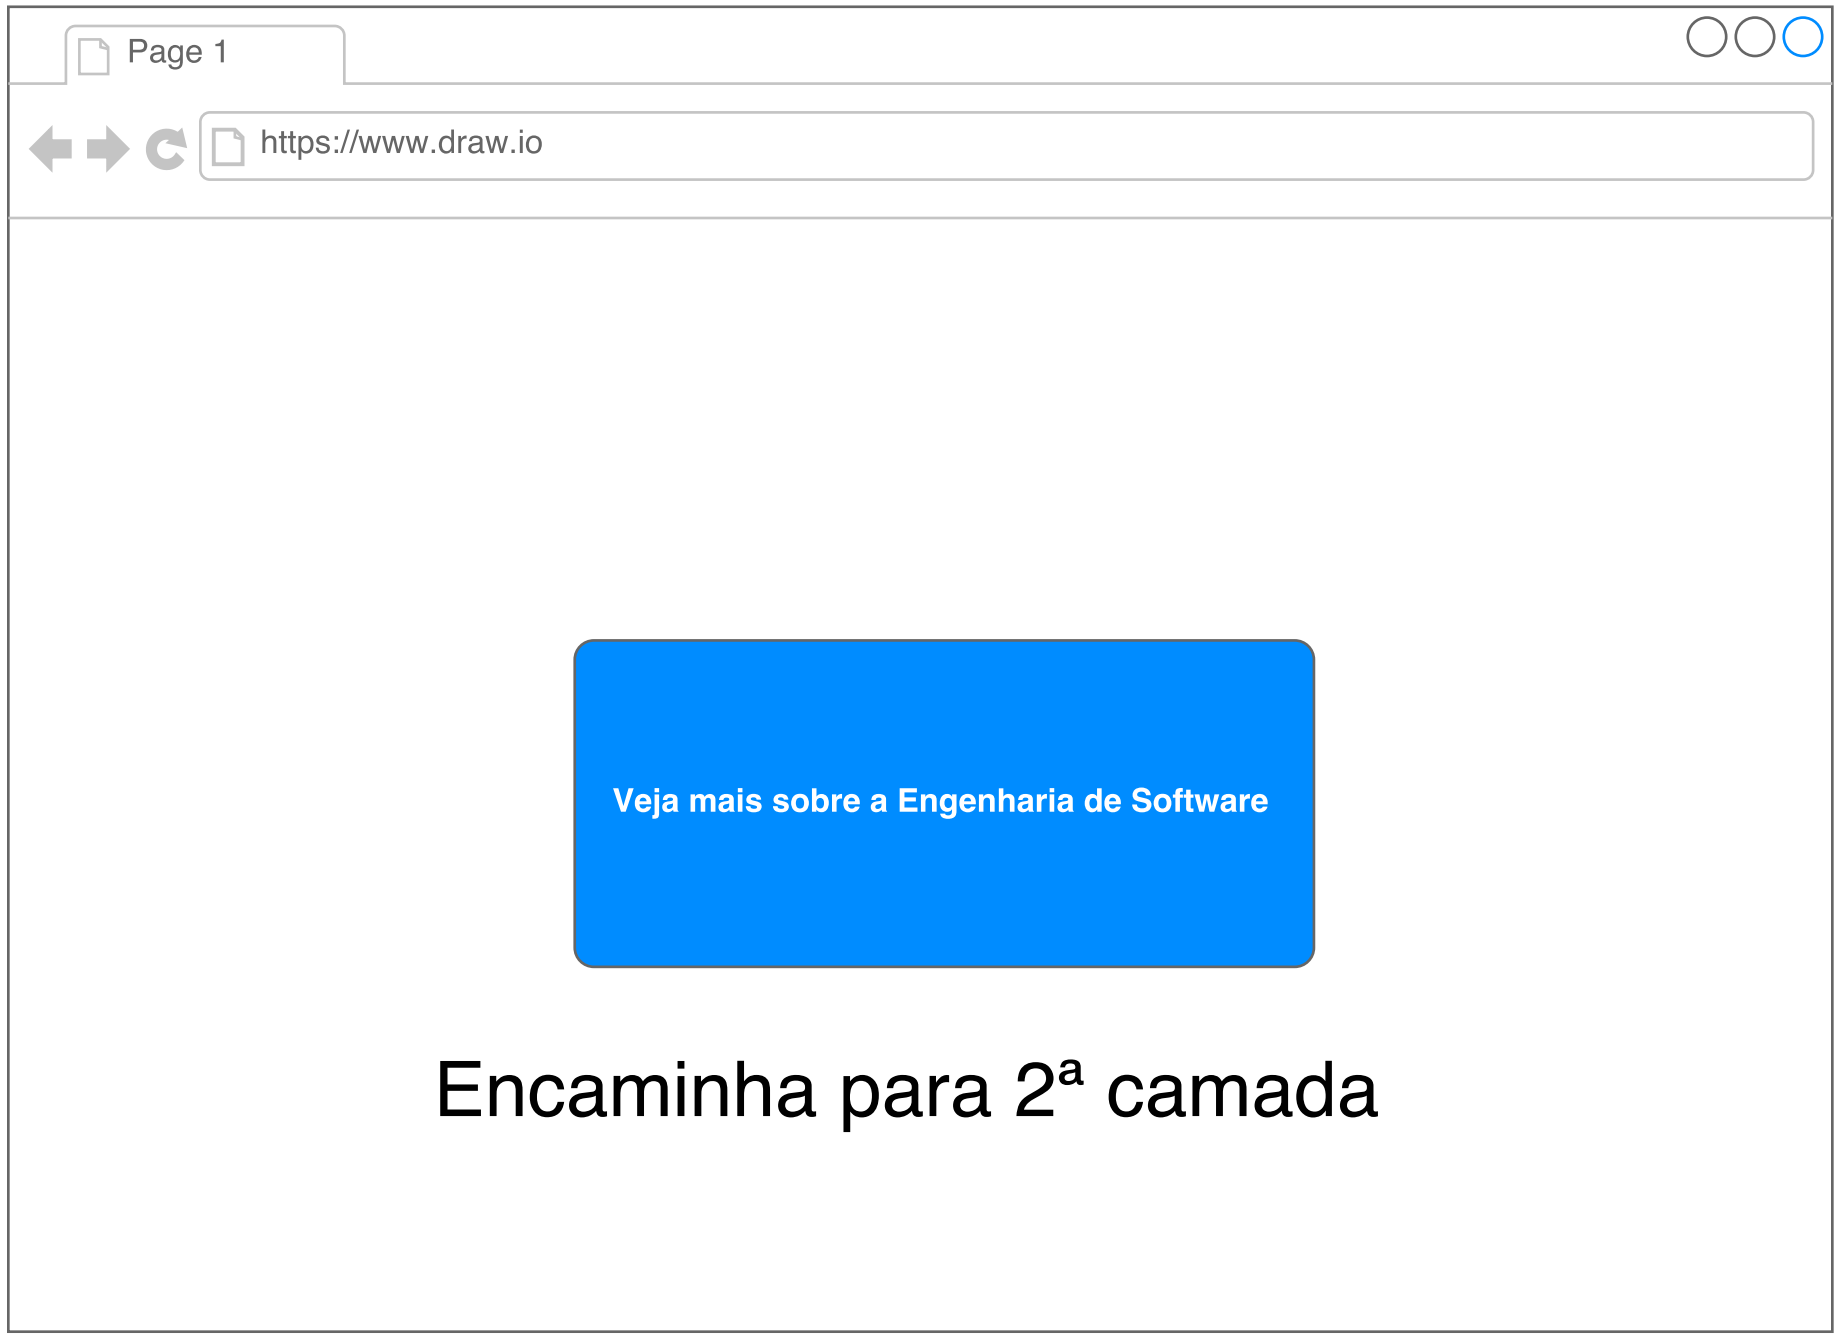 Page 1
https://www.draw.io
Veja mais sobre a Engenharia de Software
Encaminha para 2ª camada